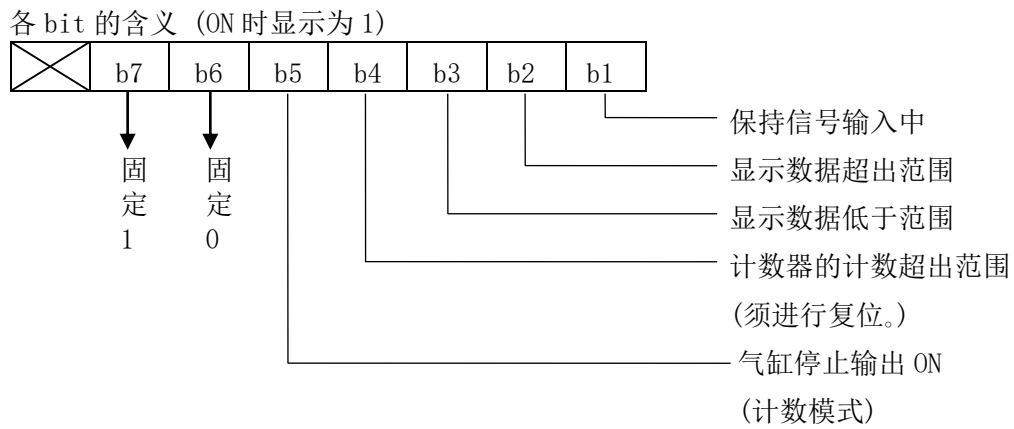 各 bit 的含义 (ON 时显示为 1)
b7 b6 b5 b4 b3 b2 b1
保持信号输入中
显示数据超出范围
显示数据低于范围
计数器的计数超出范围
(须进行复位。)
气缸停止输出 ON
(计数模式)
固定1
固定0